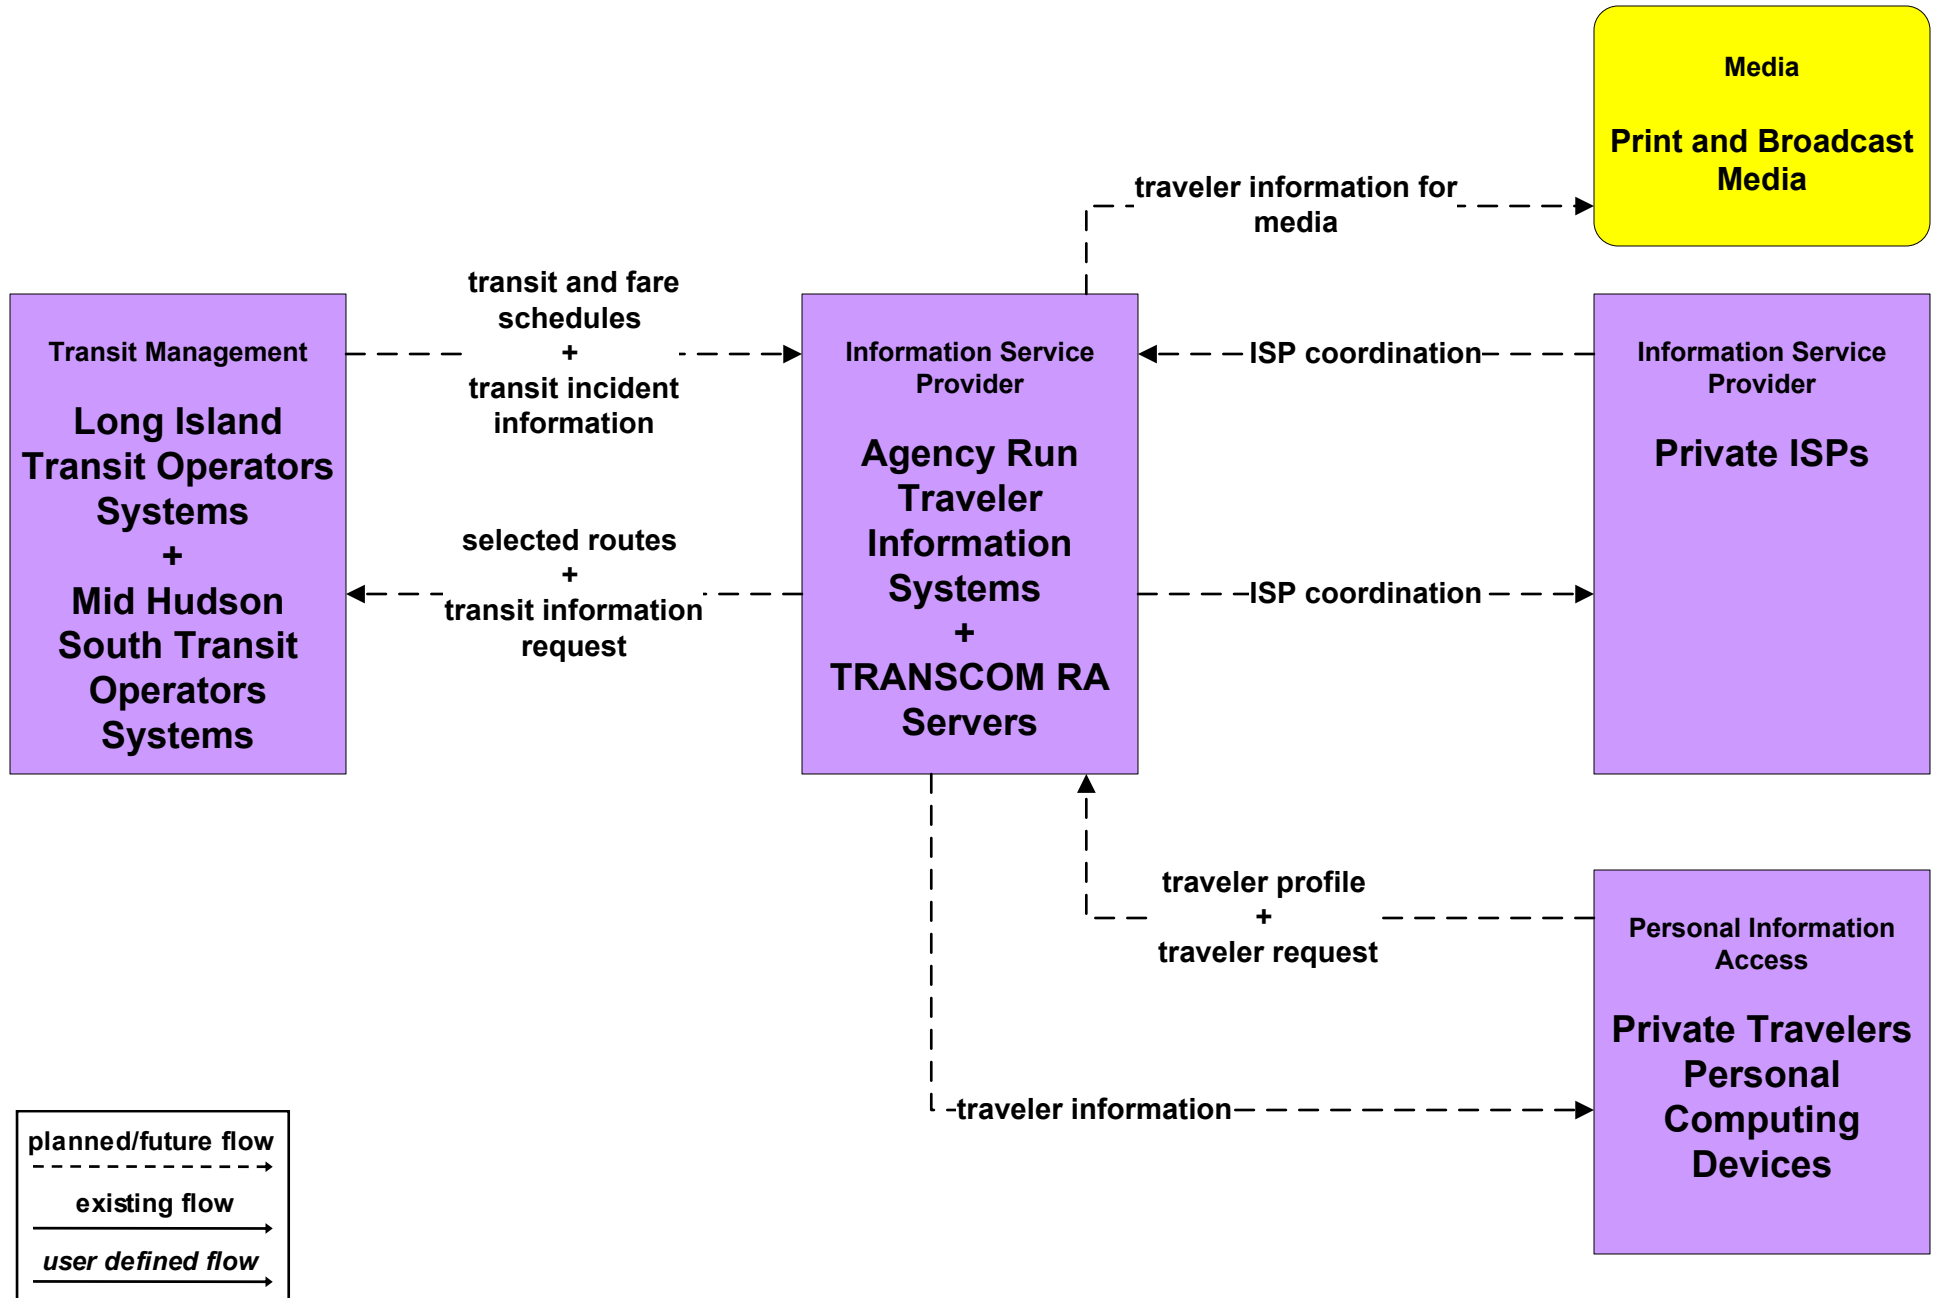 Media
Print and Broadcast
Media
traveler information for
media
transit and fare
schedules
+
transit incident
information
Transit Management
Long Island
Transit Operators
Systems
+
Mid Hudson
South Transit
Operators
Systems
selected routes
+
transit information
request
Information Service
Provider
Agency Run
Traveler
Information
Systems
+
TRANSCOM RA
Servers
ISP coordination
ISP coordination
Information Service
Provider
Private ISPs
traveler profile
+
traveler request
traveler information
Personal Information
Access
Private Travelers
Personal
Computing
Devices
planned/future flow
existing flow
user defined flow